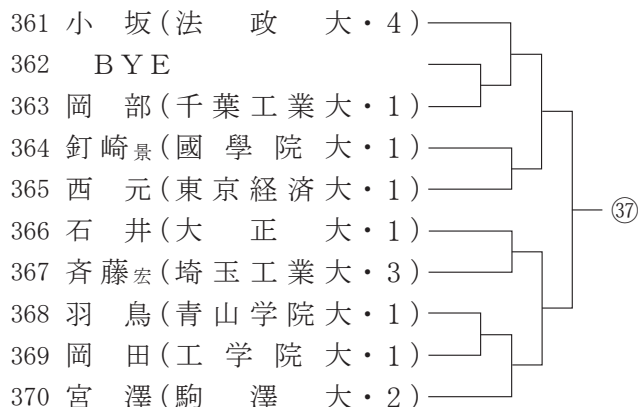 361 小 坂(法 政 大・4)
362 BYE
363 岡 部(千葉工業大・1)
364 釘崎景(國學院大・1)
365 西 元(東京経済大・1)
366 石 井(大 正 大・1)
367 斉藤宏(埼玉工業大・3)
368 羽 鳥(青山学院大・1)
369 岡 田(工学院大・1)
370 宮 澤(駒 澤 大・2)
㊲